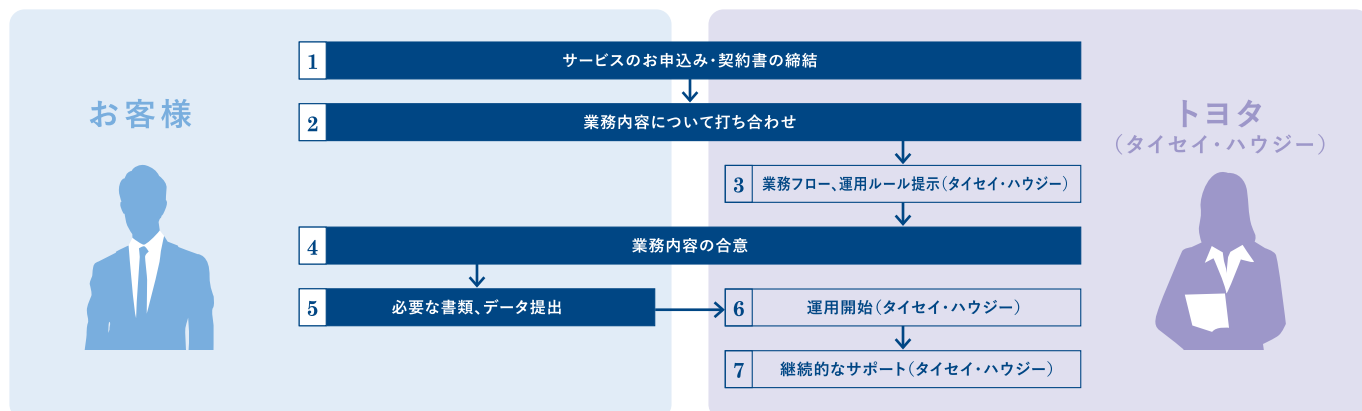 お客様
トヨタ
（タイセイ・ハウジー）
1 サービスのお申込み・契約書の締結
2 業務内容について打ち合わせ
3 業務フロー、運用ルール提示（タイセイ・ハウジー）
4 業務内容の合意
5 必要な書類、データ提出
6 運用開始（タイセイ・ハウジー）
7 継続的なサポート（タイセイ・ハウジー）